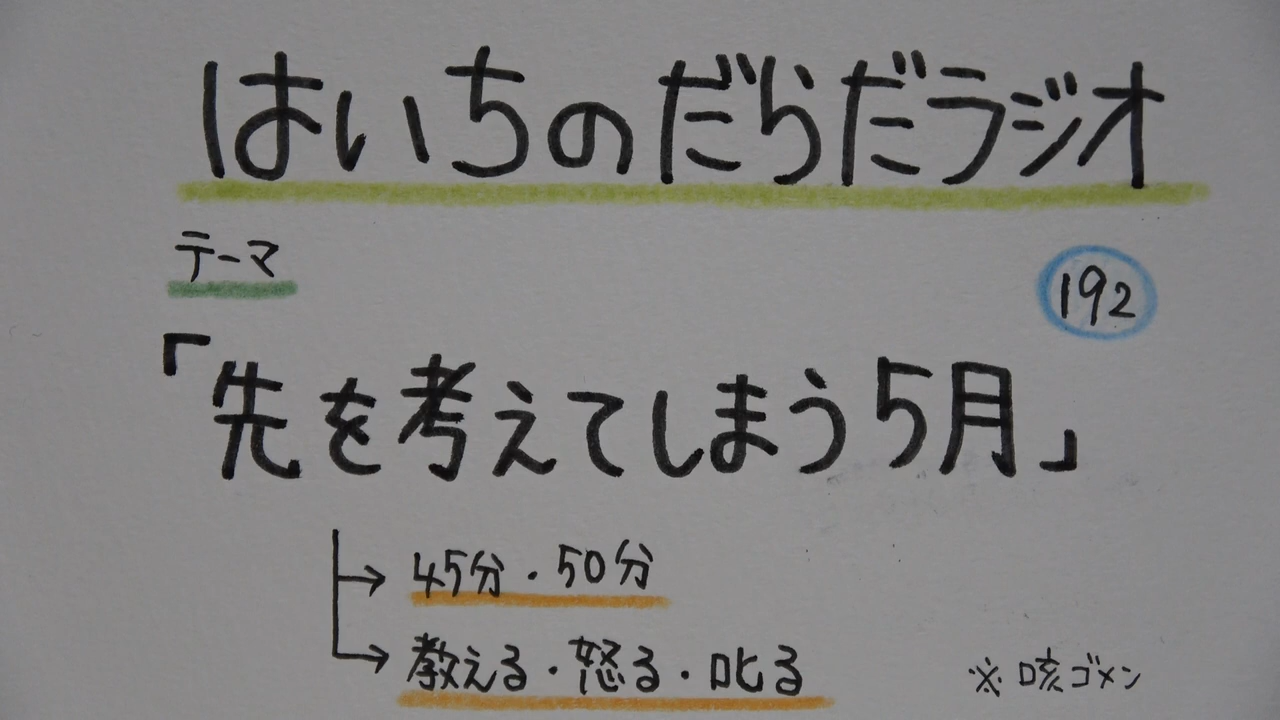 はいちのだらだラジオ
テーマ
192
「先を考えてしまう5月」
45分・50分
教える・怒る・叱る
※咳ゴメン